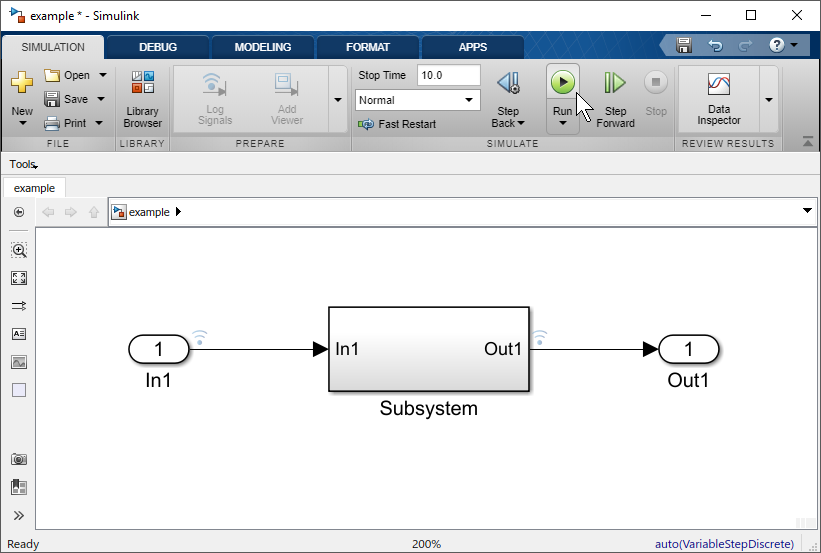 example * - Simulink
SIMULATION DEBUG MODELING FORMAT APPS
New
Open
Save
Print
FILE
Library
Browser
LIBRARY
Log
Signals
Add
Viewer
PREPARE
Stop Time 10.0
Normal
Fast Restart
Step
Back
Run
Step
Forward
Stop
SIMULATE
Data
Inspector
REVIEW RESULTS
Tools
example
example
1
In1
In1 Out1
Subsystem
1
Out1
Ready 200% auto(VariableStepDiscrete)